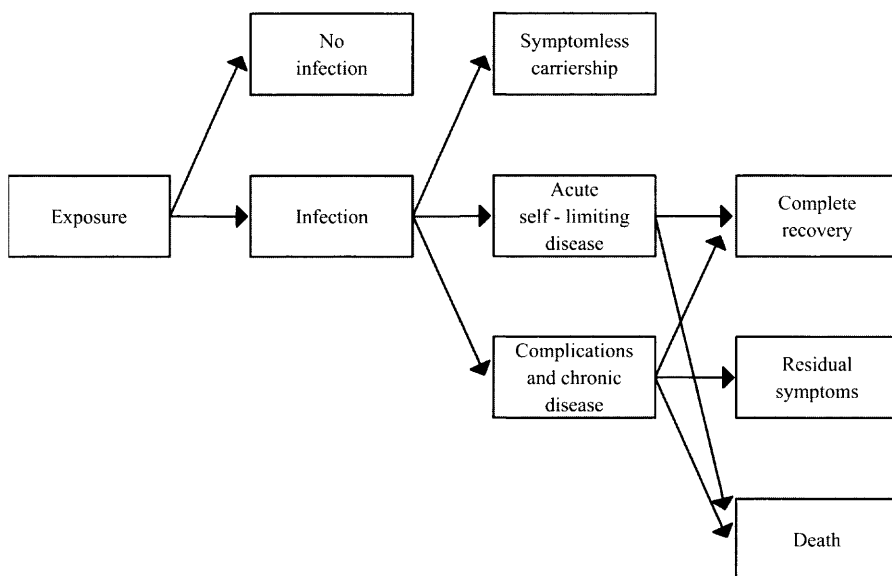 No
infection
Symptomless
carriership
Exposure
Infection
Acute
self - limiting
disease
Complete
recovery
Complications
and chronic
disease
Residual
symptoms
Death